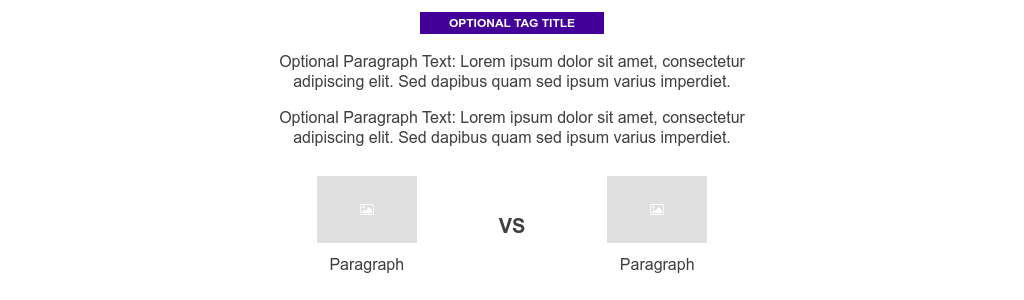 OPTIONAL TAG TITLE
Optional Paragraph Text: Lorem ipsum dolor sit amet, consectetur
adipiscing elit. Sed dapibus quam sed ipsum varius imperdiet.
Optional Paragraph Text: Lorem ipsum dolor sit amet, consectetur
adipiscing elit. Sed dapibus quam sed ipsum varius imperdiet.
VS
Paragraph
Paragraph